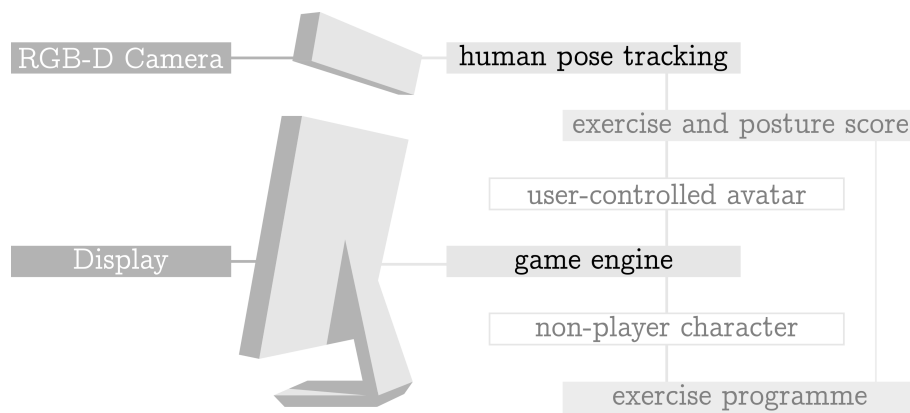 RGB-D Camera
human pose tracking
exercise and posture score
user-controlled avatar
Display
game engine
non-player character
exercise programme